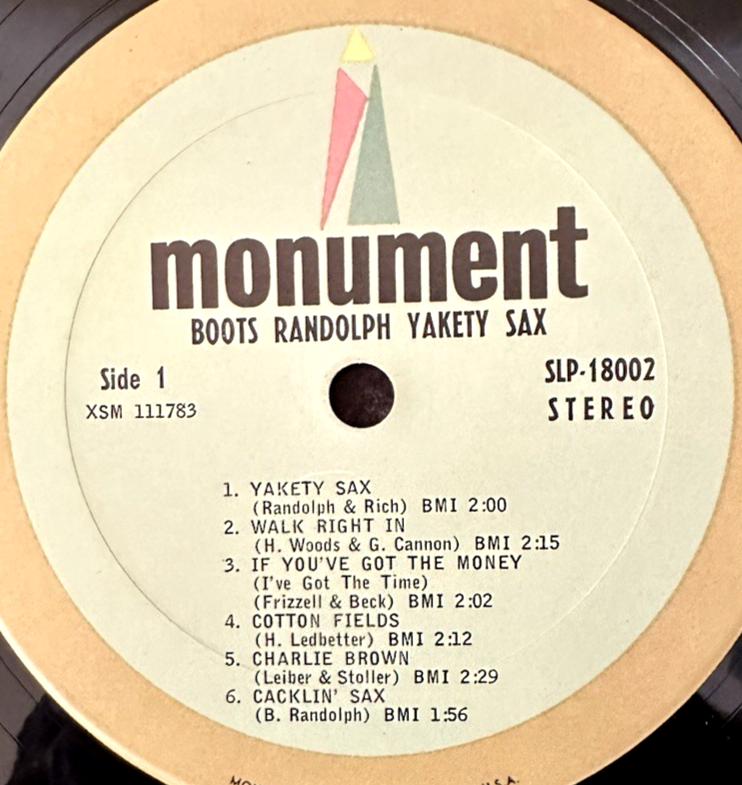 monument
BOOTS RANDOLPH YAKETY SAX
Side 1
SLP-18002
XSM 111783
STEREO
1. YAKETY SAX
(Randolph & Rich) BMI 2:00
2. WALK RIGHT IN
(H. Woods & G. Cannon) BMI 2:15
3. IF YOU'VE GOT THE MONEY
(I've Got The Time)
(Frizzell & Beck) BMI 2:02
4. COTTON FIELDS
(H. Ledbetter) BMI 2:12
5. CHARLIE BROWN
(Leiber & Stoller) BMI 2:29
6. CACKLIN' SAX
(B. Randolph) BMI 1:56